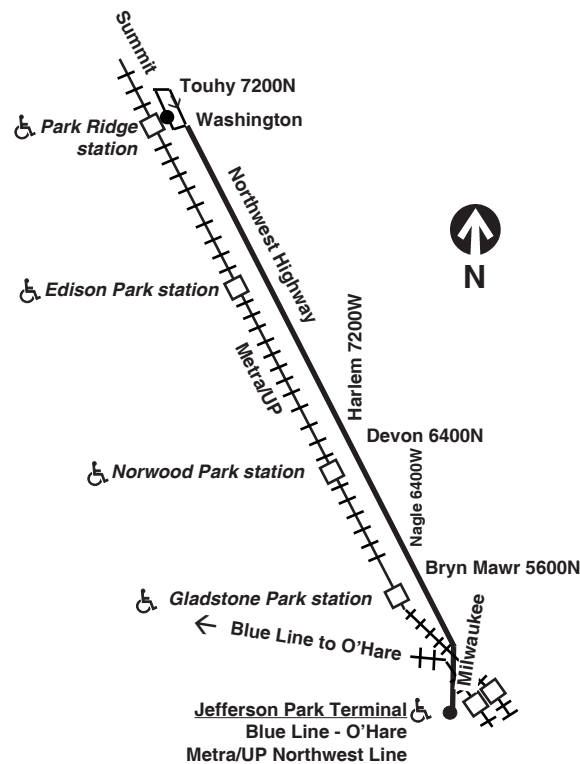 Summit
Touhy 7200N
Washington
Park Ridge
station
Northwest Highway
N
Edison Park station
Harlem 7200W
Metra/UP
Devon 6400N
Nagle 6400W
Norwood Park station
Bryn Mawr 5600N
Gladstone Park station
Milwaukee
Blue Line to O'Hare
Jefferson Park Terminal
Blue Line - O'Hare
Metra/UP Northwest Line